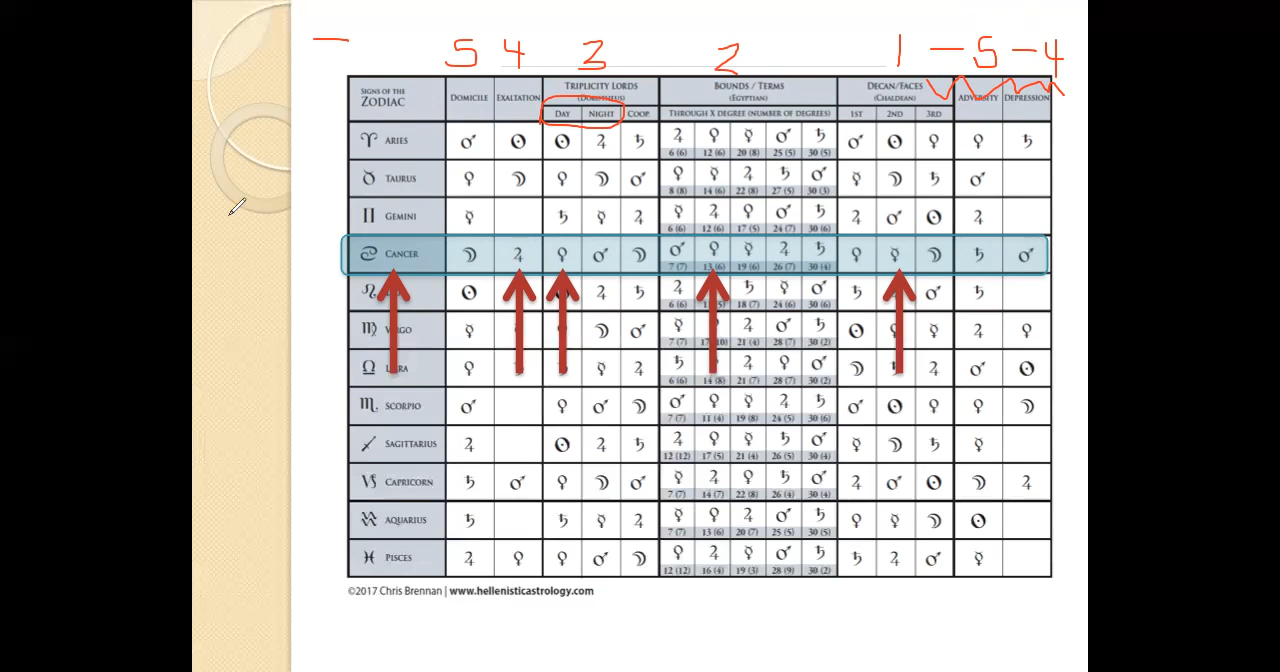 — 5 4 3 2 1 — 5 — 4
SIGNS OF THE ZODIAC DOMICILE EXALTATION TRIPLICITY LORDS (DOROTHEUS) BOUNDS / TERMS (EGYPTIAN) DECAN/FACES (CHALDEAN) ADVERSITY DEPRESSION
DAY NIGHT COOP. THROUGH X DEGREE (NUMBER OF DEGREES) 1ST 2ND 3RD
♈ ARIES ♂ ☉ ☉ ♃ ♄ ♃ ♀ ☿ ♂ ♄ ♂ ☉ ♀ ♀ ♄
6 (6) 12 (6) 20 (8) 25 (5) 30 (5)
♉ TAURUS ♀ ☽ ♀ ☽ ♂ ♀ ☿ ♃ ♄ ♂ ☿ ☽ ♄ ♂
8 (8) 14 (6) 22 (8) 27 (5) 30 (3)
♊ GEMINI ☿ ♄ ☿ ♃ ☿ ♃ ♀ ♂ ♄ ♃ ♂ ☉ ♃
6 (6) 12 (6) 17 (5) 24 (7) 30 (6)
♋ CANCER ☽ ♃ ♀ ♂ ☽ ♂ ♀ ☿ ♃ ♄ ♀ ☿ ☽ ♄ ♂
7 (7) 13 (6) 19 (6) 26 (7) 30 (4)
♌ ☉ ☉ ♃ ♄ ♃ ♄ ☿ ♂ ♄ ♂ ♄
6 (6) 18 (7) 24 (6) 30 (6)
♍ VIRGO ☿ ☽ ♂ ☿ ♃ ♂ ♄ ☉ ♀ ☿ ♃ ♀
7 (7) 17 (10) 21 (4) 28 (7) 30 (2)
♎ LIBRA ♀ ☿ ♃ ♄ ♃ ♀ ♂ ☽ ♃ ♂ ☉
6 (6) 14 (8) 21 (7) 28 (7) 30 (2)
♏ SCORPIO ♂ ♀ ♂ ☽ ♂ ♀ ☿ ♃ ♄ ♂ ☉ ♀ ♀ ☽
7 (7) 11 (4) 19 (8) 24 (5) 30 (6)
♐ SAGITTARIUS ♃ ☉ ♃ ♄ ♃ ♀ ☿ ♄ ♂ ☿ ☽ ♄ ☿
12 (12) 17 (5) 21 (4) 26 (5) 30 (4)
♑ CAPRICORN ♄ ♂ ♀ ☽ ♂ ☿ ♃ ♀ ♄ ♂ ♃ ♂ ☉ ☽ ♃
7 (7) 14 (7) 22 (8) 26 (4) 30 (4)
♒ AQUARIUS ♄ ♄ ☿ ♃ ☿ ♀ ♃ ♂ ♄ ♀ ☿ ☽ ☉
7 (7) 13 (6) 20 (7) 25 (5) 30 (5)
♓ PISCES ♃ ♀ ♀ ♂ ☽ ♀ ♃ ☿ ♂ ♄ ♄ ♃ ♂ ☿
12 (12) 16 (4) 19 (3) 28 (9) 30 (2)
©2017 Chris Brennan | www.hellenisticastrology.com